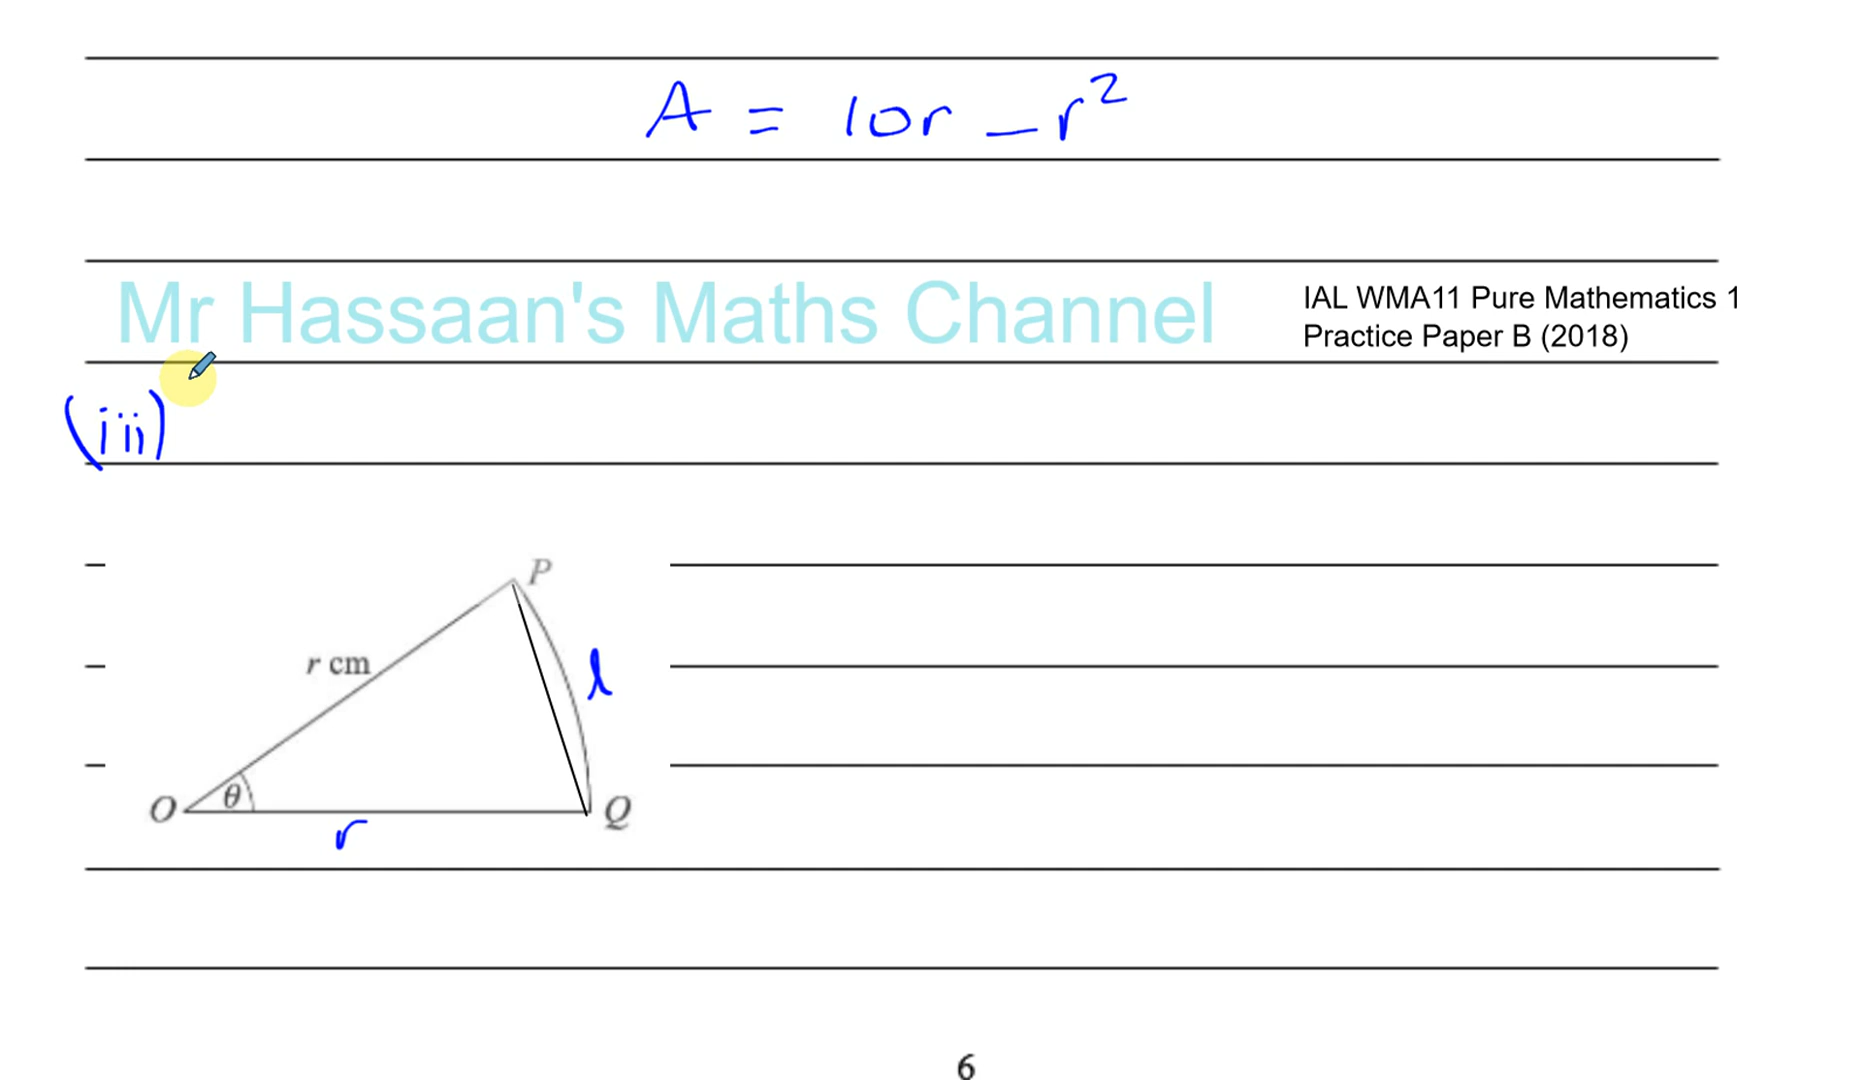 A = 10r - r²
Mr Hassaan's Maths Channel
IAL WMA11 Pure Mathematics 1
Practice Paper B (2018)
(iii)
P
r cm
l
θ
O
Q
r
6